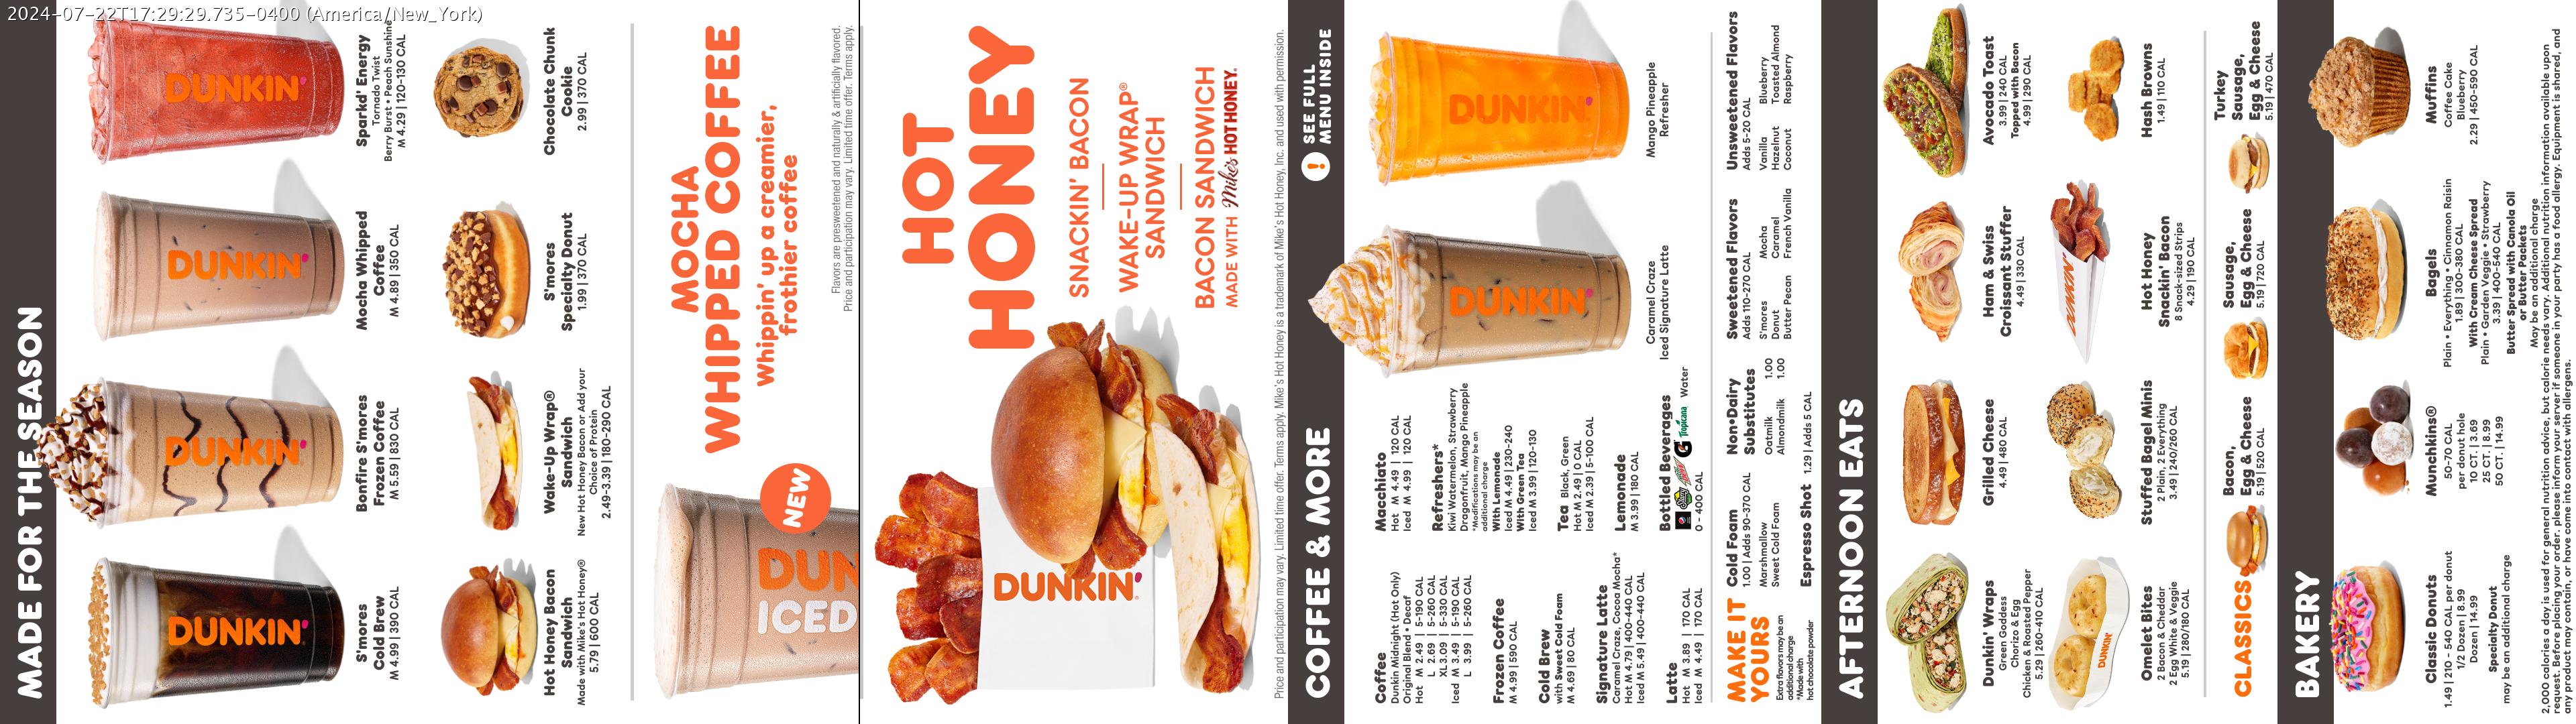 2024-07-22T17:29:29.735-0400 (America/New_York)
MADE FOR THE SEASON
DUNKIN'
S'mores
Cold Brew
M 4.99 | 390 CAL
DUNKIN'
Bonfire S'mores
Frozen Coffe
M 5.59 | 830 CAL
DUNKIN'
Mocha Whipped
Coffee
M 4.89 | 350 CAL
DUNKIN'
Sparkd' Energy
Tornado Twist
Berry Burst • Peach Sunshine
M 4.29 | 120-130 CAL
Hot Honey Bacon
Sandwich
Made with Mike's Hot Honey®
5.79 | 600 CAL
Wake-Up Wrap®
Sandwich
New Hot Honey Bacon or Add your
Choice of Protein
2.49-3.39 | 180-290 CAL
S'mores
Specialty Donut
1.99 | 370 CAL
Chocolate Chunk
Cookie
2.99 | 370 CAL
MOCHA
WHIPPED COFFEE
Whippin' up a creamier,
frothier coffee
NEW
DUN
ICED
Flavors are presweetened and naturally & artificially flavored.
Price and participation may vary. Limited time offer. Terms apply.
HOT
HONEY
SNACKIN' BACON
WAKE-UP WRAP®
SANDWICH
BACON SANDWICH
MADE WITH Mike's HOT HONEY.
DUNKIN'
Price and participation may vary. Limited time offer. Terms apply. Mike's Hot Honey is a trademark of Mike's Hot Honey, Inc. and used with permission.
COFFEE & MORE
! SEE FULL
MENU INSIDE
Coffee
Dunkin Midnight (Hot Only)
Original Blend • Decaf
Hot M 2.49 | 5-190 CAL
L 2.69 | 5-260 CAL
XL 3.09 | 5-330 CAL
Iced M 3.49 | 5-190 CAL
L 3.99 | 5-260 CAL
Frozen Coffee
M 4.99 | 590 CAL
Cold Brew
with Sweet Cold Foam
M 4.69 | 80 CAL
Signature Latte
Caramel Craze, Cocoa Mocha*
Hot M 4.79 | 400-440 CAL
Iced M 5.49 | 400-440 CAL
Latte
Hot M 3.89 | 170 CAL
Iced M 4.49 | 170 CAL
Macchiato
Hot M 4.49 | 120 CAL
Iced M 4.99 | 120 CAL
Refreshers*
Kiwi Watermelon, Strawberry
Dragonfruit, Mango Pineapple
*Modifications may be an
additional charge
With Lemonade
Iced M 4.49 | 230-240
With Green Tea
Iced M 3.99 | 120-130
Tea Black, Green
Hot M 2.49 | 0 CAL
Iced M 2.39 | 5-100 CAL
Lemonade
M 3.99 | 180 CAL
Bottled Beverages
Tropicana Water
0 - 400 CAL
DUNKIN'
Caramel Craze
Iced Signature Latte
DUNKIN'
Mango Pineapple
Refresher
MAKE IT
YOURS
Extra flavors may be an
additional charge
*Made with
hot chocolate powder
Cold Foam
1.00 | Adds 90-370 CAL
Marshmallow
Sweet Cold Foam
Espresso Shot 1.29 | Adds 5 CAL
Non•Dairy
Substitutes
Oatmilk 1.00
Almondmilk 1.00
Sweetened Flavors
Adds 110-270 CAL
S'mores Mocha
Donut Caramel
Butter Pecan French Vanilla
Unsweetened Flavors
Adds 5-20 CAL
Vanilla Blueberry
Hazelnut Toasted Almond
Coconut Raspberry
AFTERNOON EATS
Dunkin' Wraps
Green Goddess
Chorizo & Egg
Chicken & Roasted Pepper
5.29 | 260-410 CAL
Grilled Cheese
4.49 | 480 CAL
Ham & Swiss
Croissant Stuffer
4.49 | 330 CAL
Avocado Toast
3.99 | 240 CAL
Topped with Bacon
4.99 | 290 CAL
DUNKIN'
Omelet Bites
2 Bacon & Cheddar
2 Egg White & Veggie
5.19 | 280/180 CAL
Stuffed Bagel Minis
2 Plain, 2 Everything
3.49 | 240/260 CAL
DUNKIN'
Hot Honey
Snackin' Bacon
8 Snack-sized Strips
4.29 | 190 CAL
Hash Browns
1.49 | 110 CAL
CLASSICS
Bacon,
Egg & Cheese
5.19 | 520 CAL
Sausage,
Egg & Cheese
5.19 | 720 CAL
Turkey
Sausage,
Egg & Cheese
5.19 | 470 CAL
BAKERY
Classic Donuts
1.49 | 210 - 540 CAL per donut
1/2 Dozen | 8.99
Dozen | 14.99
Specialty Donut
may be an additional charge
Munchkins®
50-70 CAL
per donut hole
10 CT. | 3.69
25 CT. | 8.99
50 CT. | 14.99
Bagels
Plain • Everything • Cinnamon Raisin
1.89 | 300-380 CAL
With Cream Cheese Spread
Plain • Garden Veggie • Strawberry
3.39 | 400-540 CAL
Butter Spread with Canola Oil
or Butter Packets
May be an additional charge
Muffins
Coffee Cake
Blueberry
2.29 | 450-590 CAL
2,000 calories a day is used for general nutrition advice, but calorie needs vary. Additional nutrition information available upon
request. Before placing your order, please inform your server if someone in your party has a food allergy. Equipment is shared, and
any product may contain, or have come into contact with allergens.